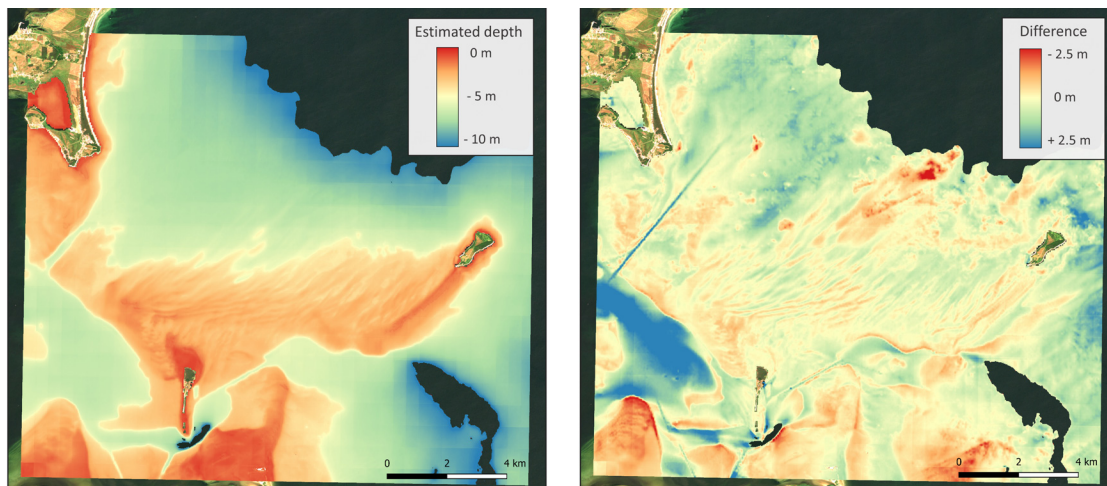 Estimated depth
0 m
- 5 m
- 10 m
0 2 4 km
Difference
- 2.5 m
0 m
+ 2.5 m
0 2 4 km